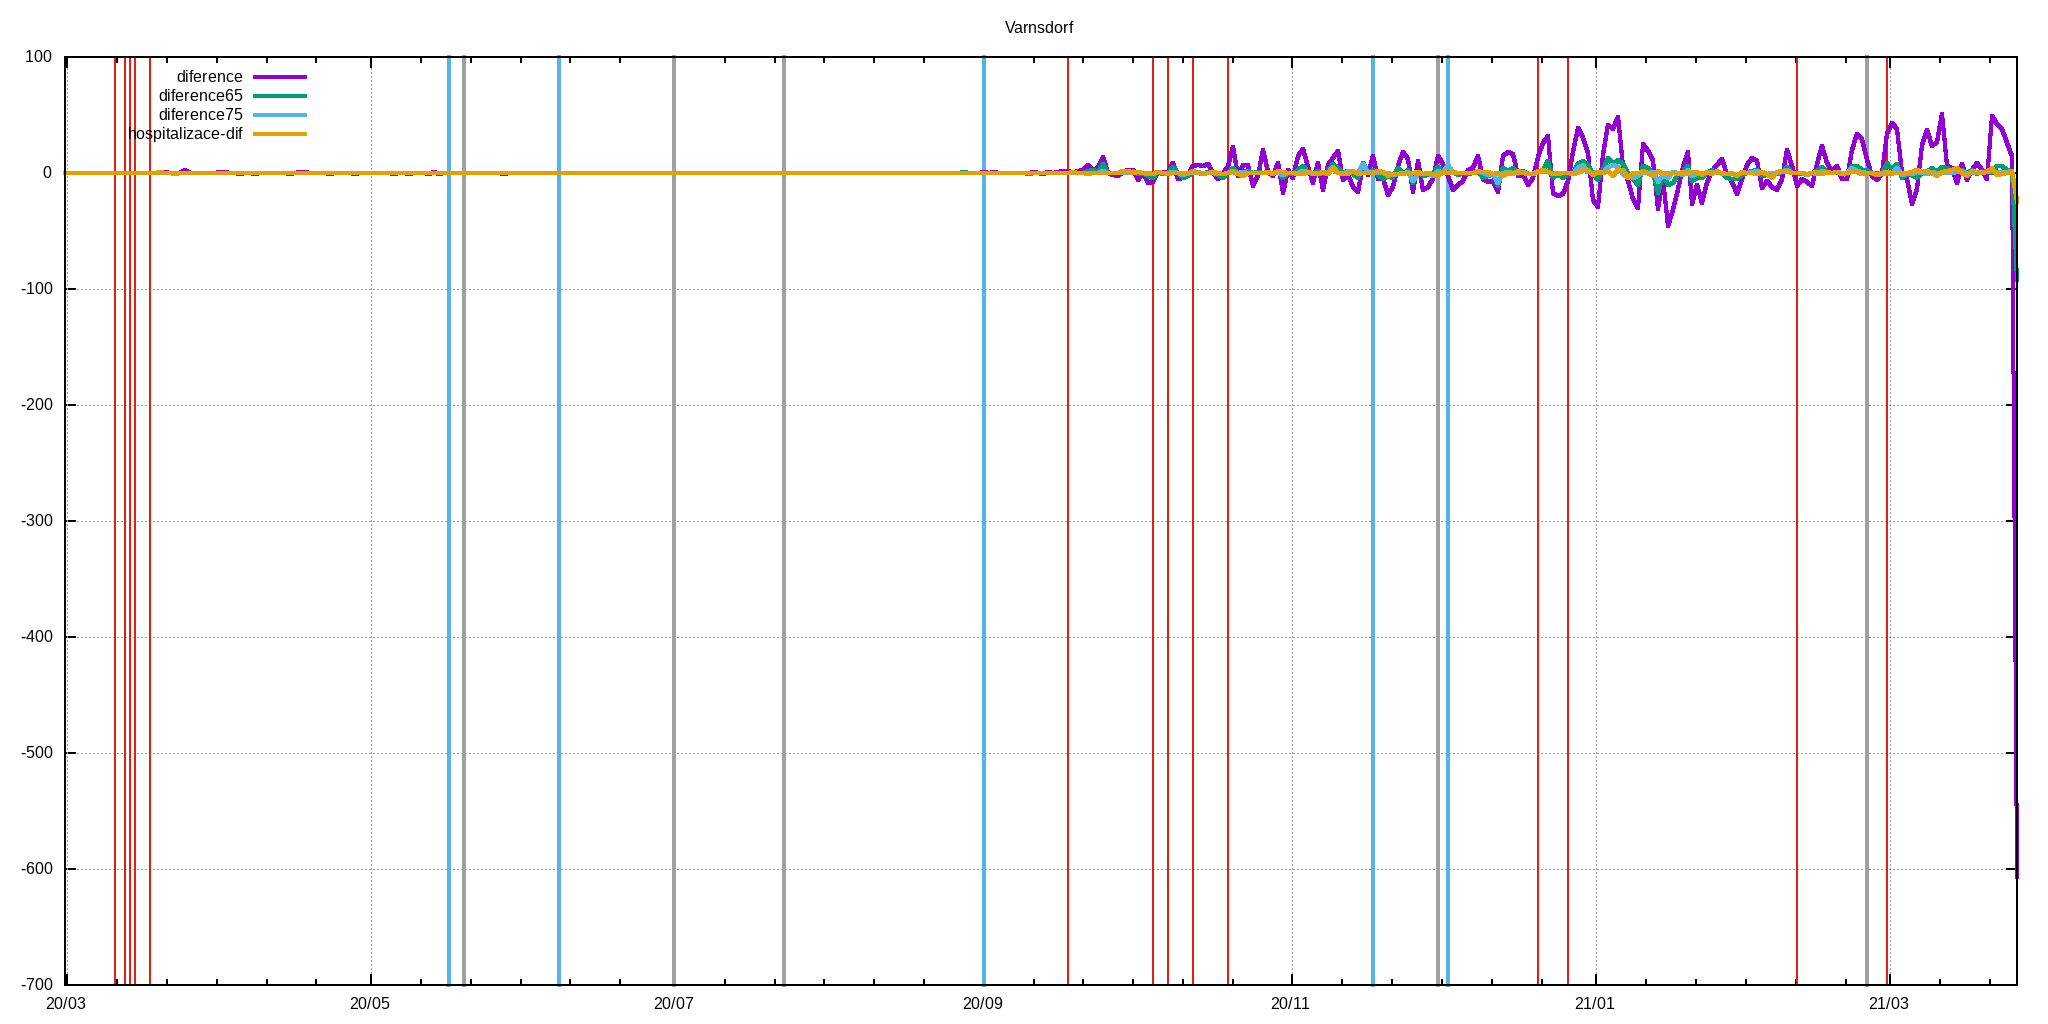 Varnsdorf
100
diference
diference65
diference75
hospitalizace-dif
0
-100
-200
-300
-400
-500
-600
-700
20/03 20/05 20/07 20/09 20/11 21/01 21/03